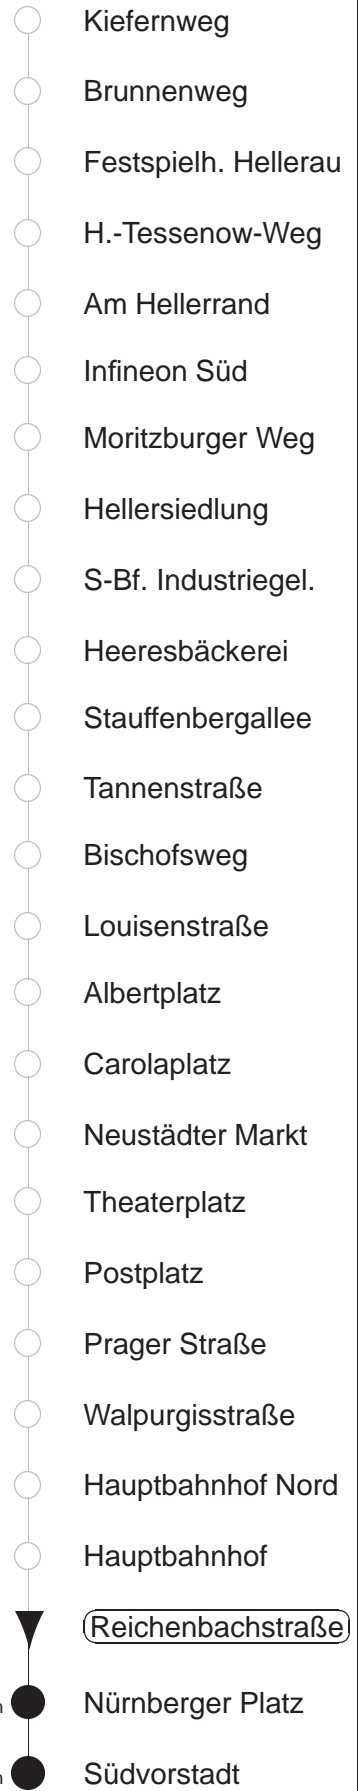 Kiefernweg
Brunnenweg
Festspielh. Hellerau
H.-Tessenow-Weg
Am Hellerrand
Infineon Süd
Moritzburger Weg
Hellersiedlung
S-Bf. Industriegel.
Heeresbäckerei
Stauffenbergallee
Tannenstraße
Bischofsweg
Louisenstraße
Albertplatz
Carolaplatz
Neustädter Markt
Theaterplatz
Postplatz
Prager Straße
Walpurgisstraße
Hauptbahnhof Nord
Hauptbahnhof
Reichenbachstraße
Nürnberger Platz
Südvorstadt